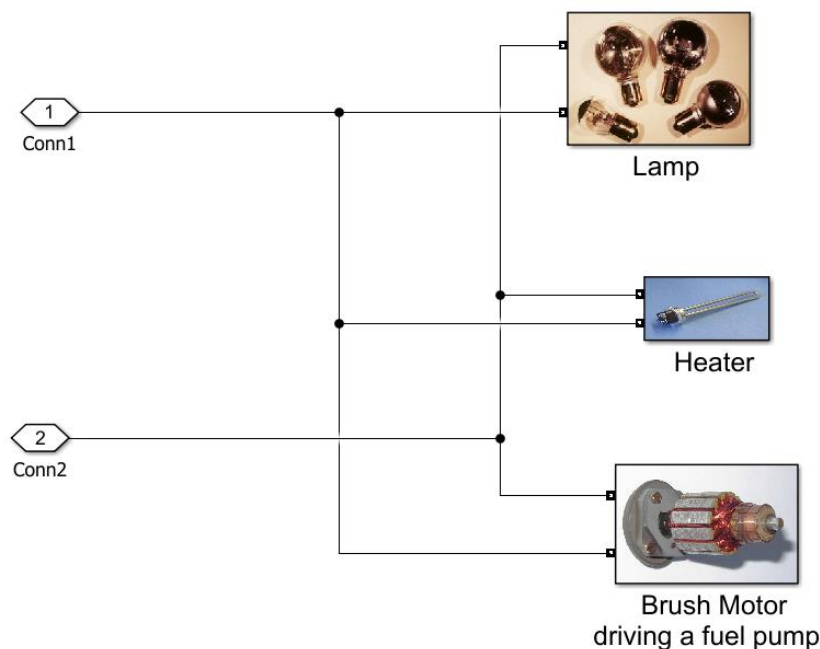 1
Conn1
Lamp
Heater
2
Conn2
Brush Motor
driving a fuel pump